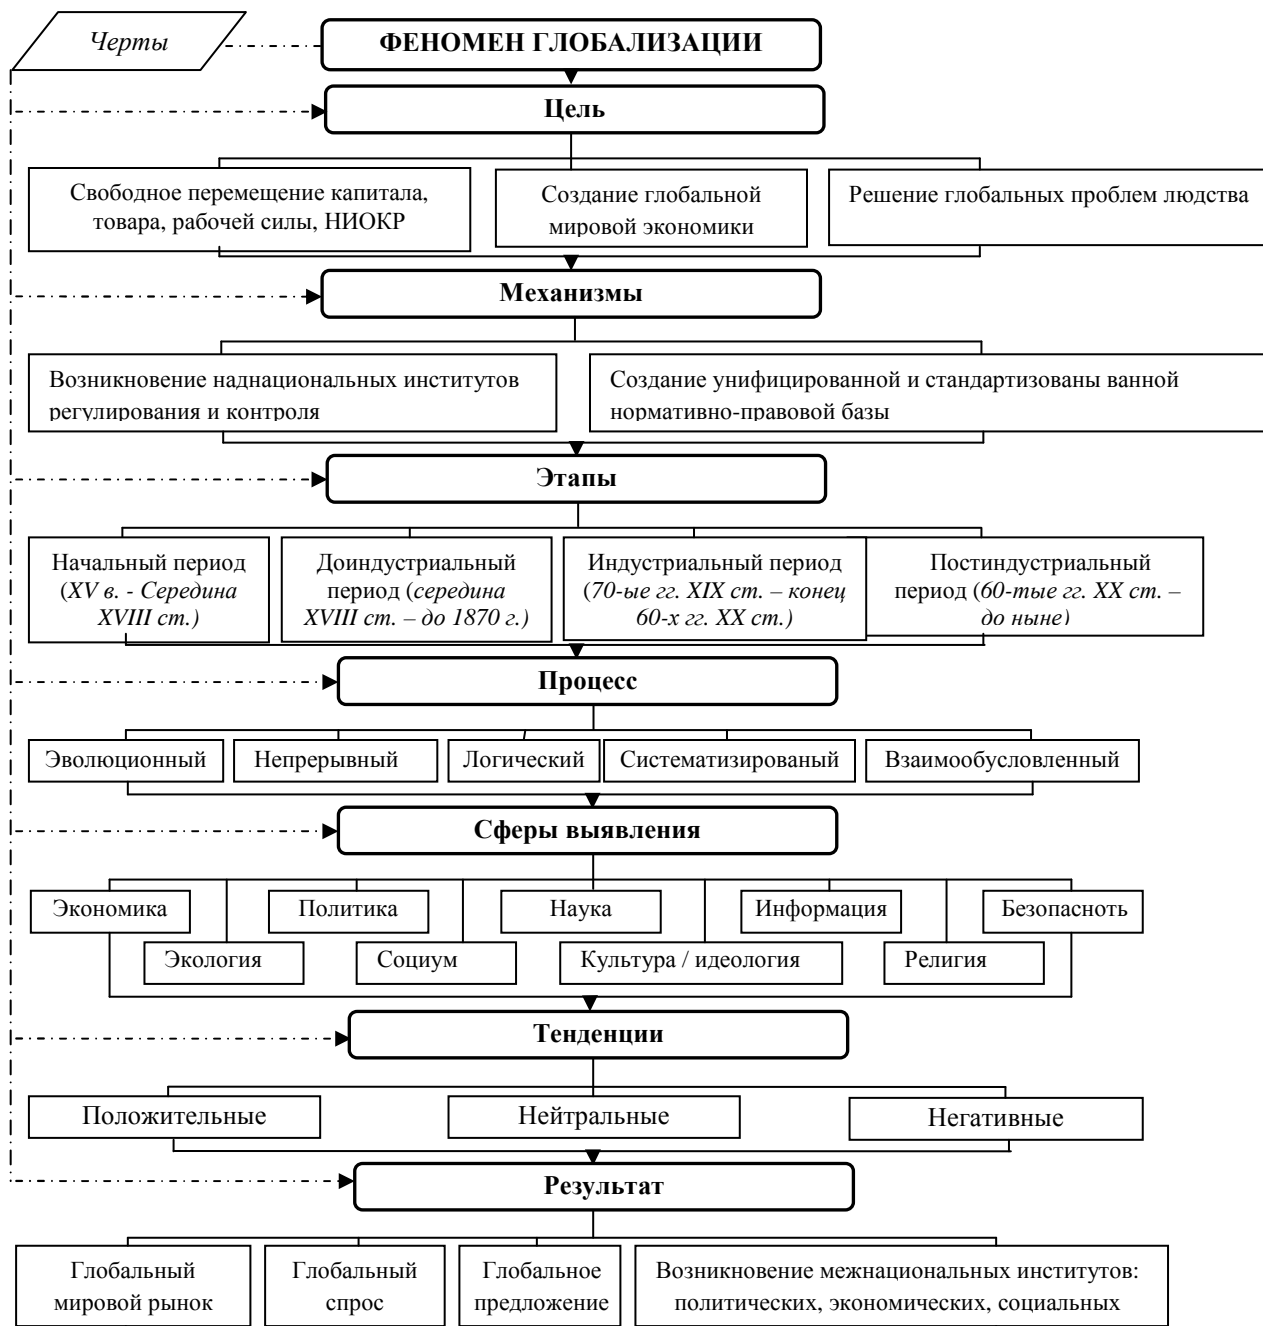 Черты
ФЕНОМЕН ГЛОБАЛИЗАЦИИ
Цель
Свободное перемещение капитала,
товара, рабочей силы, НИОКР
Создание глобальной
мировой экономики
Решение глобальных проблем людства
Механизмы
Возникновение наднациональных институтов
регулирования и контроля
Создание унифицированной и стандартизованы ванной
нормативно-правовой базы
Этапы
Начальный период
(XV в. - Середина
XVIII ст.)
Доиндустриальный
период (середина
XVIII ст. – до 1870 г.)
Индустриальный период
(70-ые гг. XIX ст. – конец
60-х гг. XX ст.)
Постиндустриальный
период (60-тые гг. XX ст. –
до ныне)
Процесс
Эволюционный
Непрерывный
Логический
Систематизированый
Взаимообусловленный
Сферы выявления
Экономика
Политика
Наука
Информация
Безопасноть
Экология
Социум
Культура / идеология
Религия
Тенденции
Положительные
Нейтральные
Негативные
Результат
Глобальный
мировой рынок
Глобальный
спрос
Глобальное
предложение
Возникновение межнациональных институтов:
политических, экономических, социальных